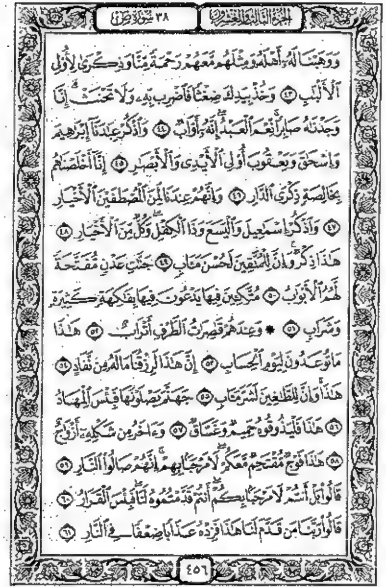 الجزء الثالث والعشرون
٣٨ سورة ص
وَوَهَبْنَا لَهُۥٓ أَهْلَهُۥ وَمِثْلَهُم مَّعَهُمْ رَحْمَةً مِّنَّا وَذِكْرَىٰ لِأُو۟لِى
ٱلْأَلْبَٰبِ ٤٣ وَخُذْ بِيَدِكَ ضِغْثًا فَٱضْرِب بِّهِۦ وَلَا تَحْنَثْ ۗ إِنَّا
وَجَدْنَٰهُ صَابِرًا ۚ نِّعْمَ ٱلْعَبْدُ ۖ إِنَّهُۥٓ أَوَّابٌ ٤٤ وَٱذْكُرْ عِبَٰدَنَآ إِبْرَٰهِيمَ
وَإِسْحَٰقَ وَيَعْقُوبَ أُو۟لِى ٱلْأَيْدِى وَٱلْأَبْصَٰرِ ٤٥ إِنَّآ أَخْلَصْنَٰهُم
بِخَالِصَةٍ ذِكْرَى ٱلدَّارِ ٤٦ وَإِنَّهُمْ عِندَنَا لَمِنَ ٱلْمُصْطَفَيْنَ ٱلْأَخْيَارِ
٤٧ وَٱذْكُرْ إِسْمَٰعِيلَ وَٱلْيَسَعَ وَذَا ٱلْكِفْلِ ۖ وَكُلٌّ مِّنَ ٱلْأَخْيَارِ ٤٨
هَٰذَا ذِكْرٌ ۚ وَإِنَّ لِلْمُتَّقِينَ لَحُسْنَ مَـَٔابٍ ٤٩ جَنَّٰتِ عَدْنٍ مُّفَتَّحَةً
لَّهُمُ ٱلْأَبْوَٰبُ ٥٠ مُتَّكِـِٔينَ فِيهَا يَدْعُونَ فِيهَا بِفَٰكِهَةٍ كَثِيرَةٍ
وَشَرَابٍ ٥١ ۞ وَعِندَهُمْ قَٰصِرَٰتُ ٱلطَّرْفِ أَتْرَابٌ ٥٢ هَٰذَا
مَا تُوعَدُونَ لِيَوْمِ ٱلْحِسَابِ ٥٣ إِنَّ هَٰذَا لَرِزْقُنَا مَا لَهُۥ مِن نَّفَادٍ ٥٤
هَٰذَا ۚ وَإِنَّ لِلطَّٰغِينَ لَشَرَّ مَـَٔابٍ ٥٥ جَهَنَّمَ يَصْلَوْنَهَا فَبِئْسَ ٱلْمِهَادُ
٥٦ هَٰذَا فَلْيَذُوقُوهُ حَمِيمٌ وَغَسَّاقٌ ٥٧ وَءَاخَرُ مِن شَكْلِهِۦٓ أَزْوَٰجٌ
٥٨ هَٰذَا فَوْجٌ مُّقْتَحِمٌ مَّعَكُمْ ۖ لَا مَرْحَبًۢا بِهِمْ ۚ إِنَّهُمْ صَالُوا۟ ٱلنَّارِ ٥٩
قَالُوا۟ بَلْ أَنتُمْ لَا مَرْحَبًۢا بِكُمْ ۖ أَنتُمْ قَدَّمْتُمُوهُ لَنَا ۖ فَبِئْسَ ٱلْقَرَارُ ٦٠
قَالُوا۟ رَبَّنَا مَن قَدَّمَ لَنَا هَٰذَا فَزِدْهُ عَذَابًا ضِعْفًا فِى ٱلنَّارِ ٦١
٤٥٦